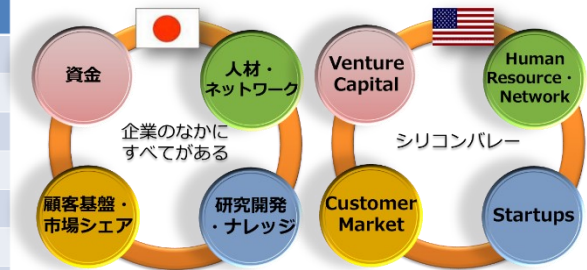 資金
人材・
ネットワーク
企業のなかに
すべてがある
顧客基盤・
市場シェア
研究開発
・ナレッジ
Venture
Capital
Human
Resource・
Network
シリコンバレー
Customer
Market
Startups